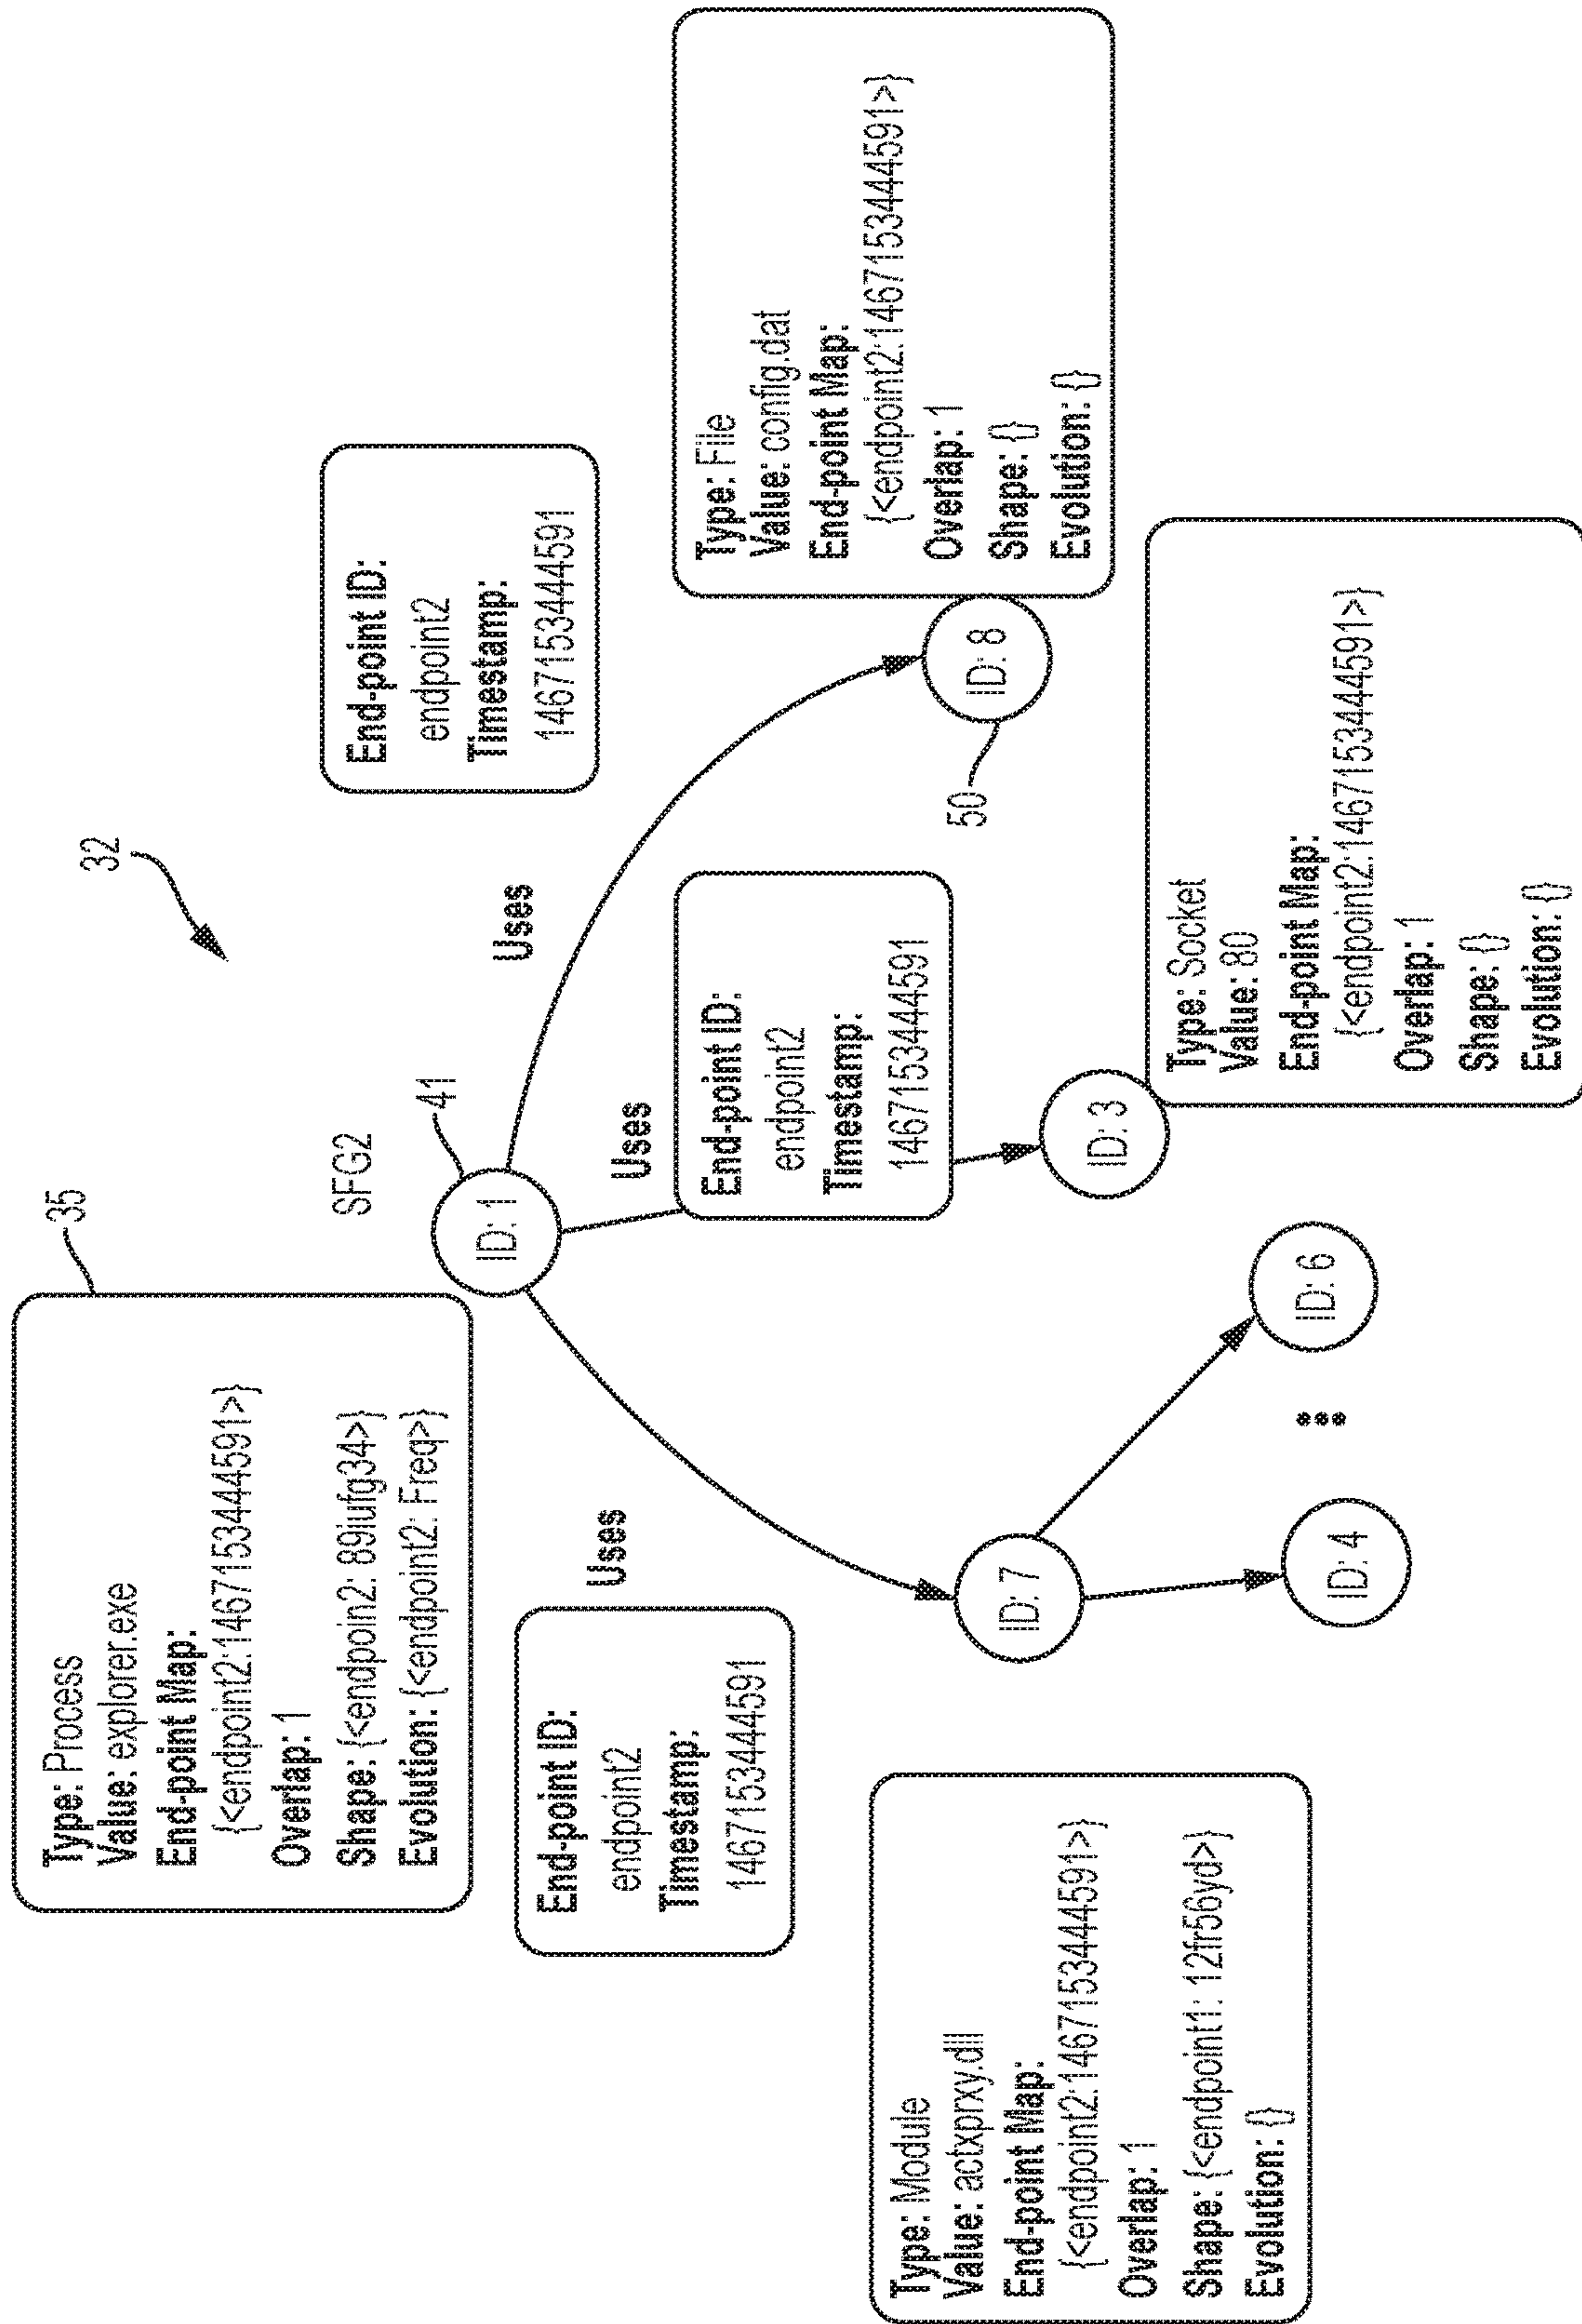 32
35
Type: Process
Value: explorer.exe
End-point Map:
{<endpoint2:1467153444591>}
Overlap: 1
Shape: {<endpoin2: 89iufg34>}
Evolution: {<endpoint2: Freq>}
SFG2
41
ID: 1
End-point ID:
endpoint2
Timestamp:
1467153444591
Uses
End-point ID:
endpoint2
Timestamp:
1467153444591
Uses
Uses
End-point ID:
endpoint2
Timestamp:
1467153444591
Type: Module
Value: actxprxy.dll
End-point Map:
{<endpoint2:1467153444591>}
Overlap: 1
Shape: {<endpoint1: 12fr56yd>}
Evolution: {}
ID: 7
ID: 3
ID: 8
50
Type: File
Value: config.dat
End-point Map:
{<endpoint2:1467153444591>}
Overlap: 1
Shape: {}
Evolution: {}
ID: 4
•••
ID: 6
Type: Socket
Value: 80
End-point Map:
{<endpoint2:1467153444591>}
Overlap: 1
Shape: {}
Evolution: {}